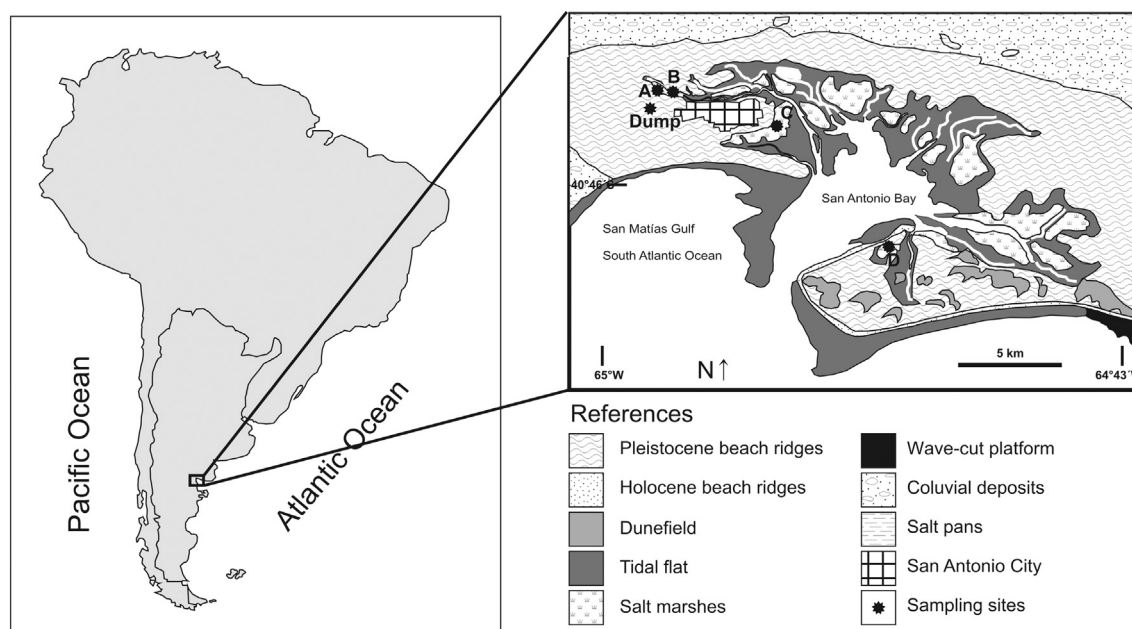 Pacific Ocean
Atlantic Ocean
A
B
Dump
C
40°46'S
San Antonio Bay
San Matías Gulf
South Atlantic Ocean
D
5 km
65°W
N↑
64°43'
References
Pleistocene beach ridges
Holocene beach ridges
Dunefield
Tidal flat
Salt marshes
Wave-cut platform
Coluvial deposits
Salt pans
San Antonio City
Sampling sites